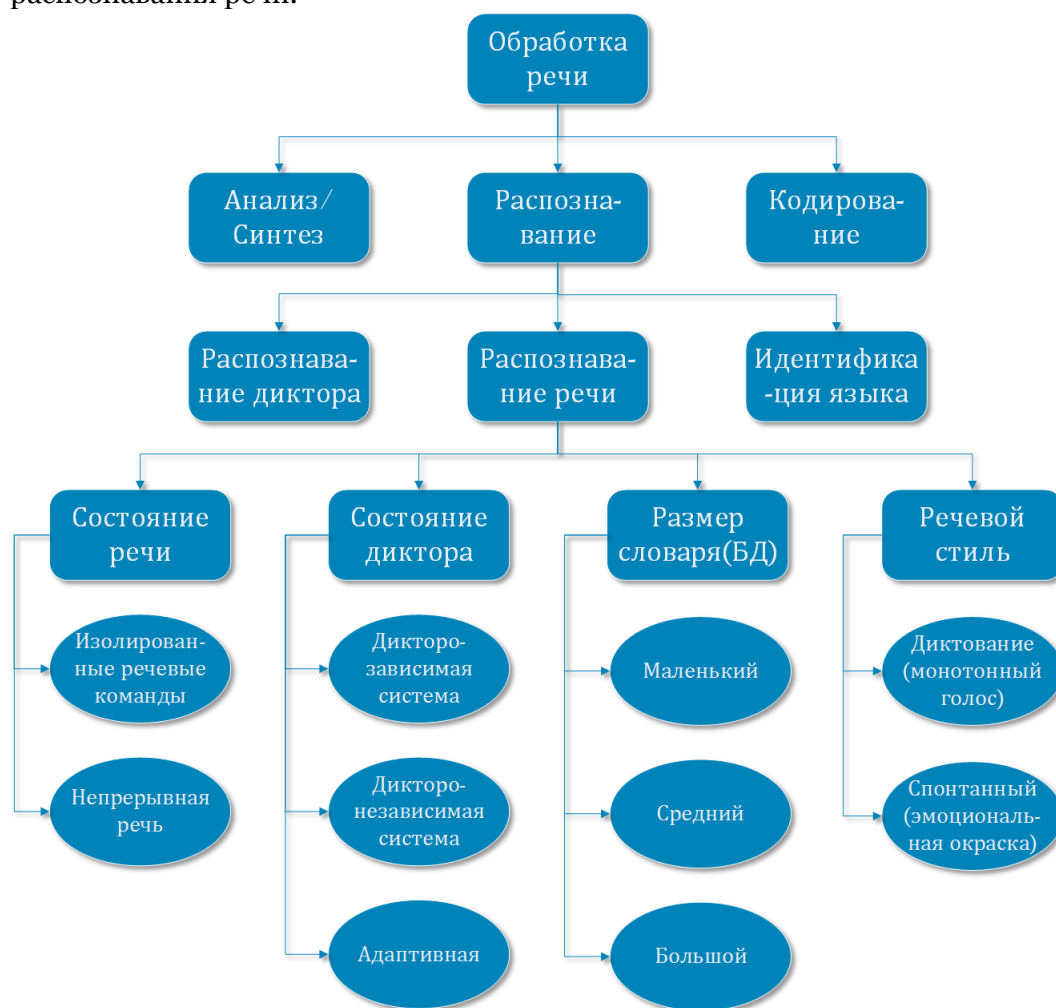 распознавания речи.
Обработка
речи
Анализ/
Синтез
Распозна-
вание
Кодирова-
ние
Распознава-
ние диктора
Распознава-
ние речи
Идентифика
-ция языка
Состояние
речи
Состояние
диктора
Размер
словаря(БД)
Речевой
стиль
Изолирован-
ные речевые
команды
Дикторо-
зависимая
система
Маленький
Диктование
(монотонный
голос)
Непрерывная
речь
Дикторо-
независимая
система
Средний
Спонтанный
(эмоциональ-
ная окраска)
Адаптивная
Большой